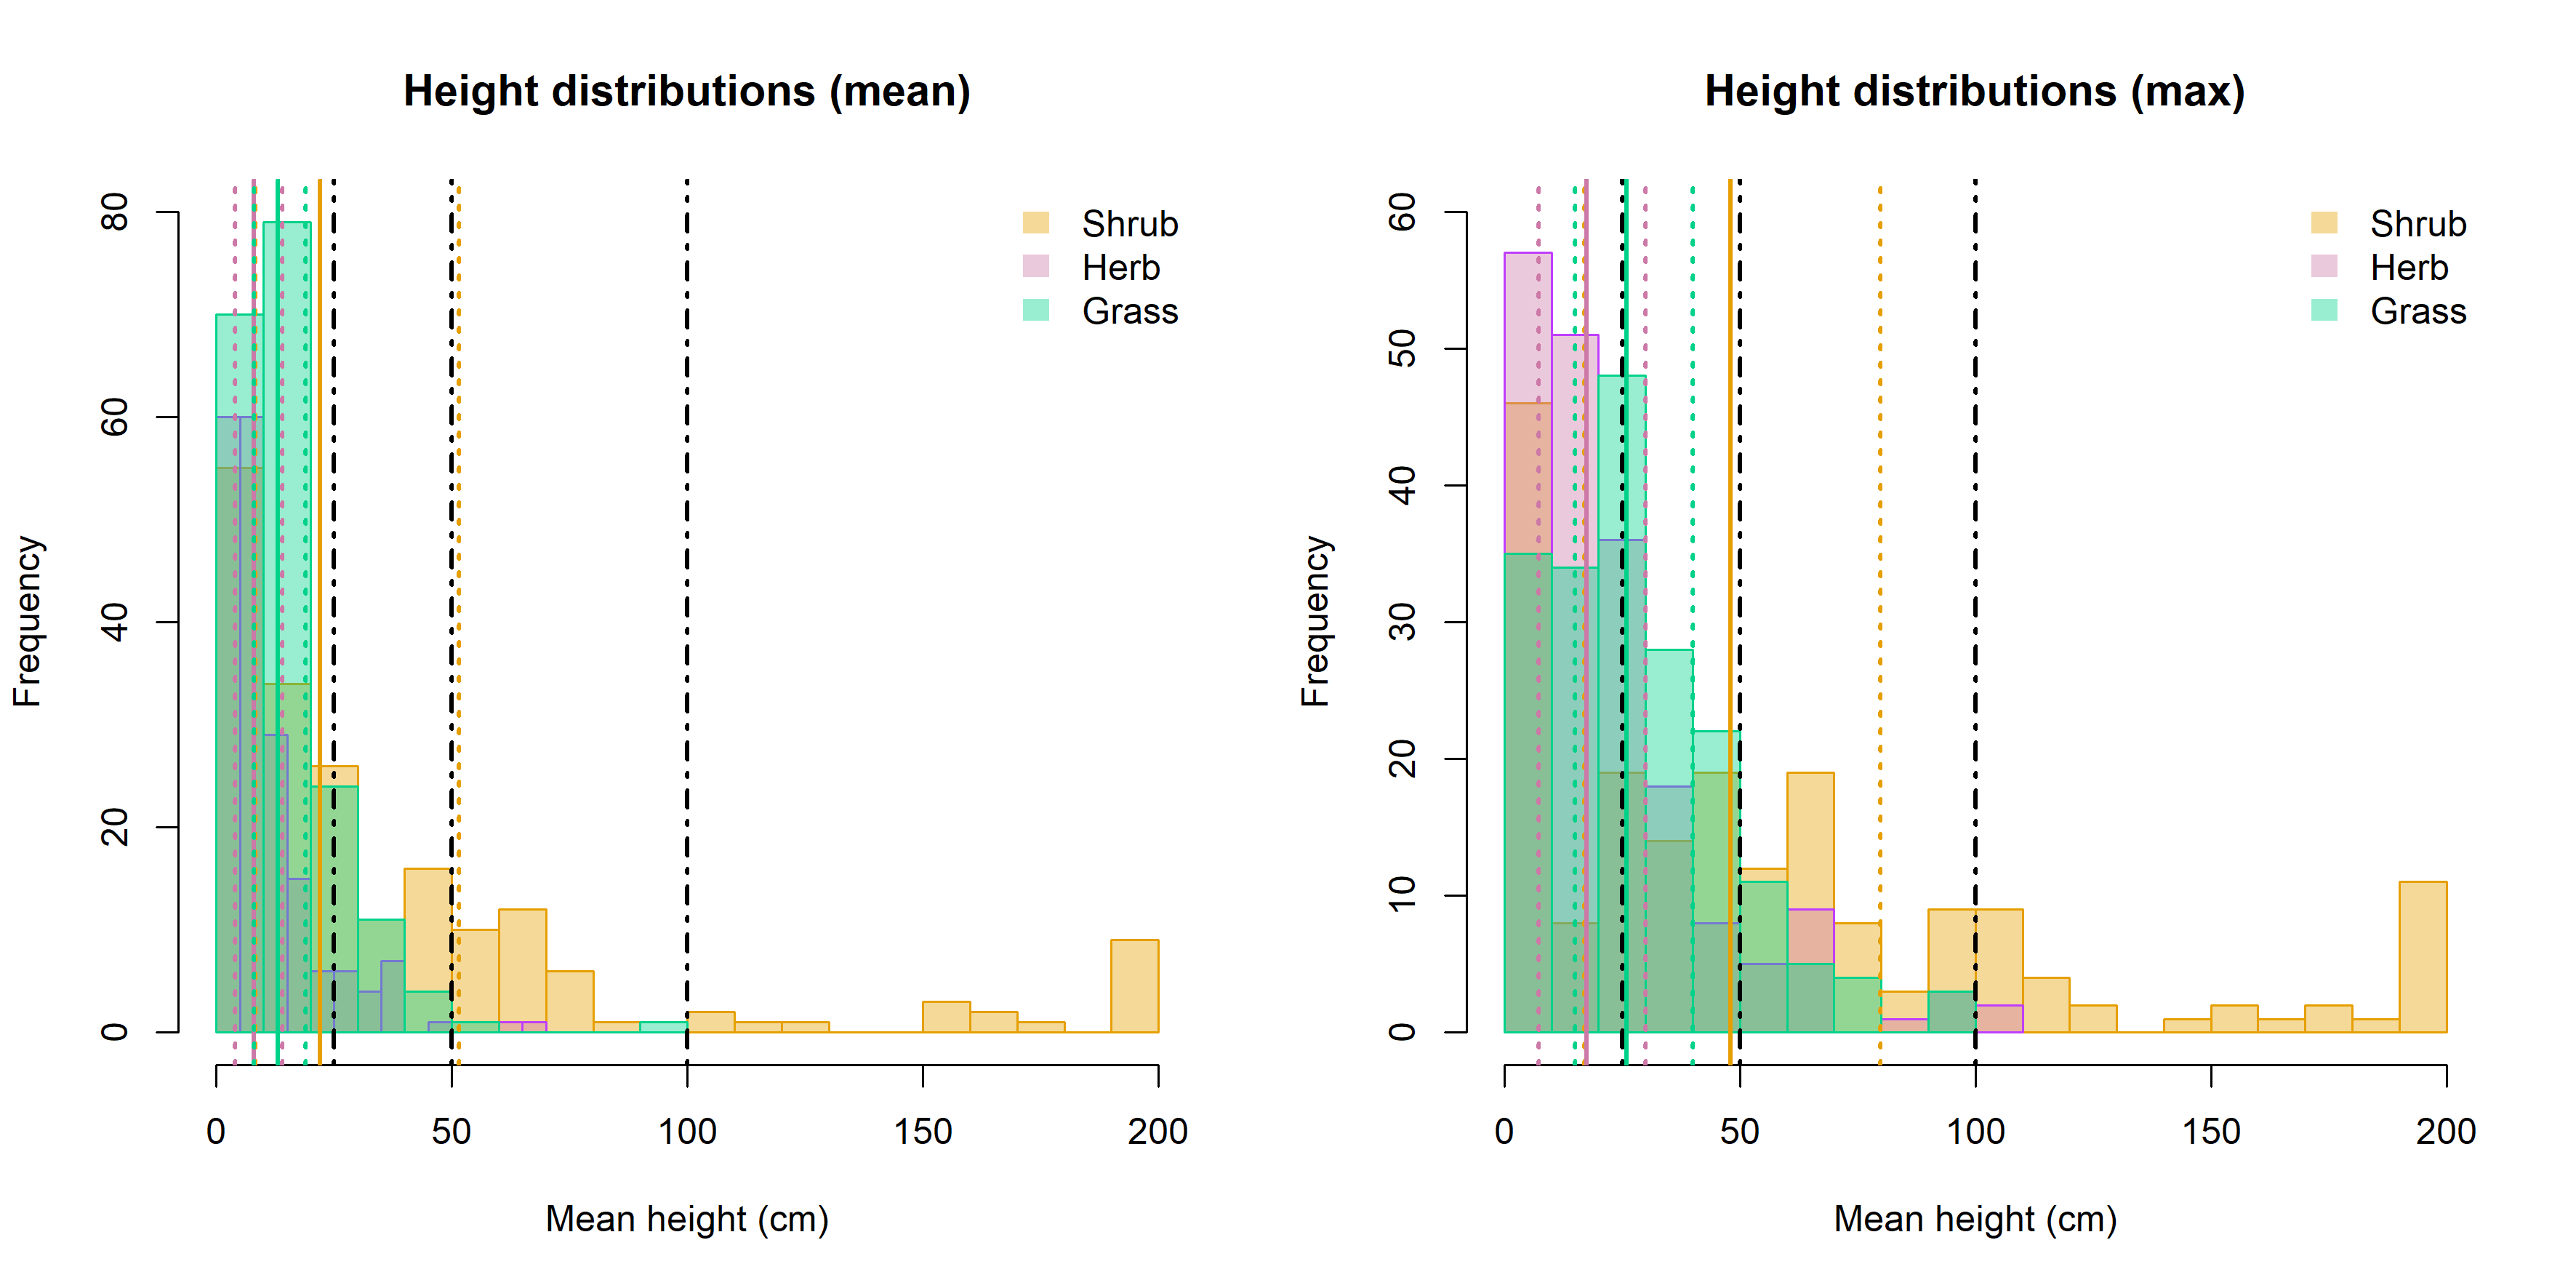 Height distributions (mean)
Frequency
80
60
40
20
0
0 50 100 150 200
Mean height (cm)
Shrub
Herb
Grass
Height distributions (max)
Frequency
60
50
40
30
20
10
0
0 50 100 150 200
Mean height (cm)
Shrub
Herb
Grass